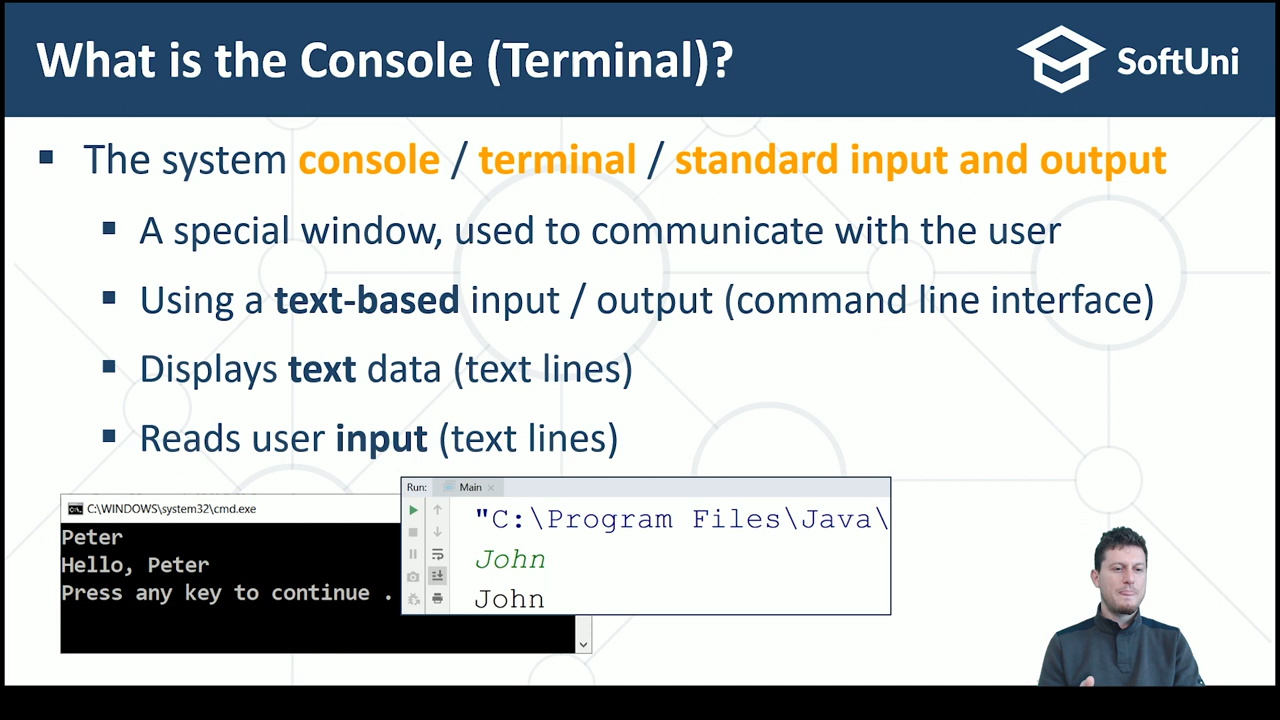 What is the Console (Terminal)?
SoftUni
The system console / terminal / standard input and output
A special window, used to communicate with the user
Using a text-based input / output (command line interface)
Displays text data (text lines)
Reads user input (text lines)
C:\WINDOWS\system32\cmd.exe
Peter
Hello, Peter
Press any key to continue .
Run: Main
"C:\Program Files\Java\
John
John